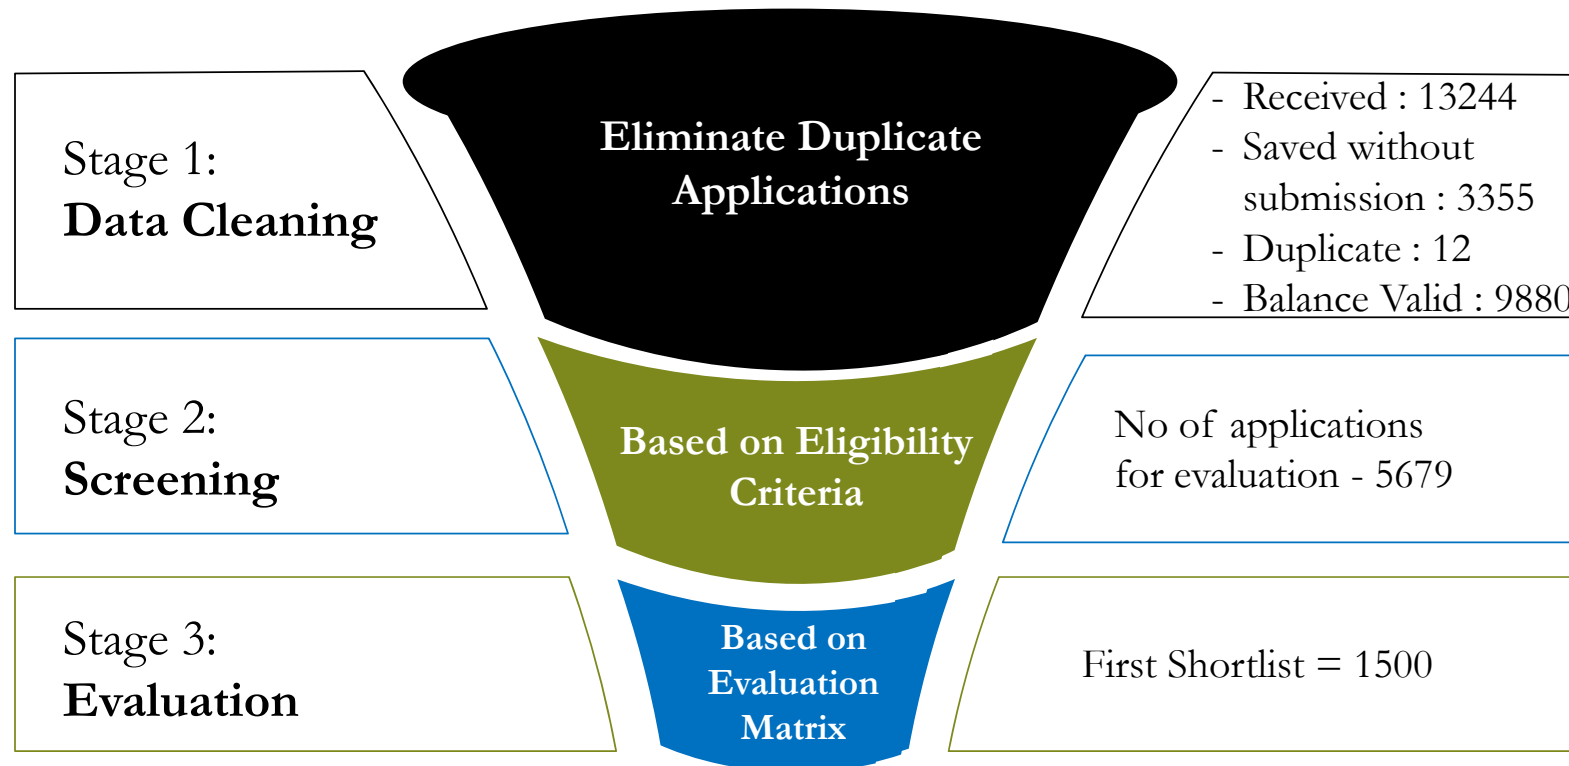 Stage 1:
Data Cleaning
Eliminate Duplicate
Applications
- Received : 13244
- Saved without
submission : 3355
- Duplicate : 12
- Balance Valid : 9880
Stage 2:
Screening
Based on Eligibility
Criteria
No of applications
for evaluation - 5679
Stage 3:
Evaluation
Based on
Evaluation
Matrix
First Shortlist = 1500